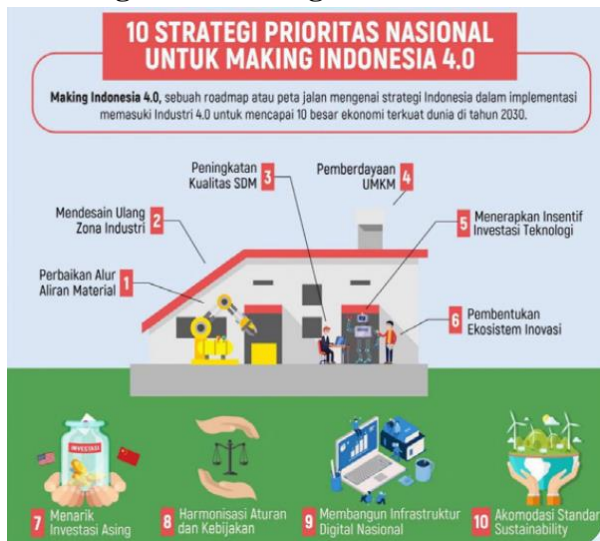 10 STRATEGI PRIORITAS NASIONAL
UNTUK MAKING INDONESIA 4.0
Making Indonesia 4.0, sebuah roadmap atau peta jalan mengenai strategi Indonesia dalam implementasi
memasuki Industri 4.0 untuk mencapai 10 besar ekonomi terkuat dunia di tahun 2030.
Perbaikan Alur
Aliran Material
1
Mendesain Ulang
Zona Industri
2
Peningkatan
Kualitas SDM
3
Pemberdayaan
UMKM
4
5
Menerapkan Insentif
Investasi Teknologi
6
Pembentukan
Ekosistem Inovasi
INVESTASI
7
Menarik
Investasi Asing
8
Harmonisasi Aturan
dan Kebijakan
9
Membangun Infrastruktur
Digital Nasional
10
Akomodasi Standar
Sustainability